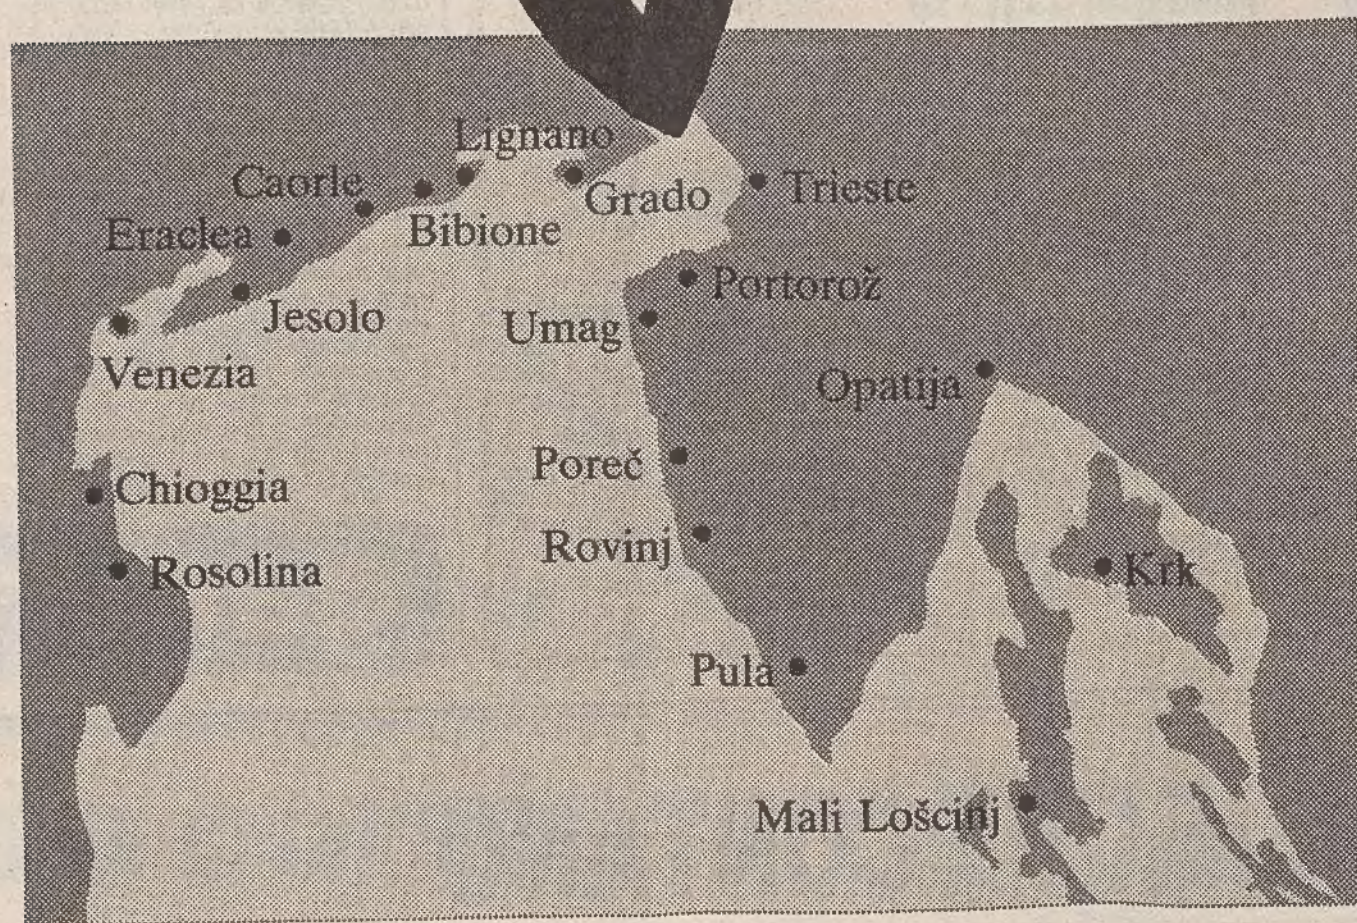 Lignano
Caorle
Grado
Trieste
Eraclea
Bibione
Portorož
Jesolo
Umag
Venezia
Opatija
Poreč
Chioggia
Rovinj
Rosolina
Krk
Pula
Mali Lošcinj